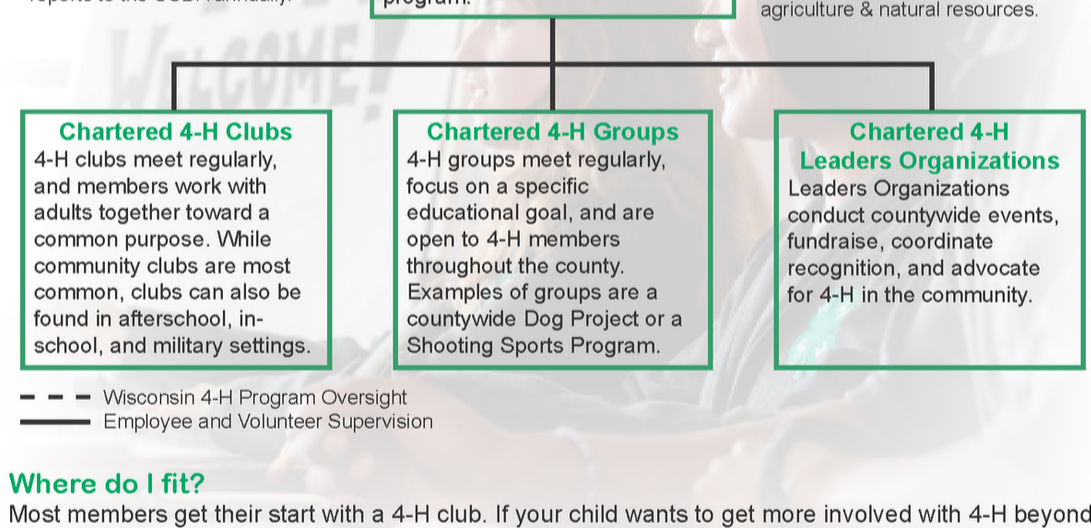 program.
agriculture & natural resources.
WELCOME!
Chartered 4-H Clubs
4-H clubs meet regularly,
and members work with
adults together toward a
common purpose. While
community clubs are most
common, clubs can also be
found in afterschool, in-
school, and military settings.
Chartered 4-H Groups
4-H groups meet regularly,
focus on a specific
educational goal, and are
open to 4-H members
throughout the county.
Examples of groups are a
countywide Dog Project or a
Shooting Sports Program.
Chartered 4-H
Leaders Organizations
Leaders Organizations
conduct countywide events,
fundraise, coordinate
recognition, and advocate
for 4-H in the community.
Wisconsin 4-H Program Oversight
Employee and Volunteer Supervision
Where do I fit?
Most members get their start with a 4-H club. If your child wants to get more involved with 4-H beyond